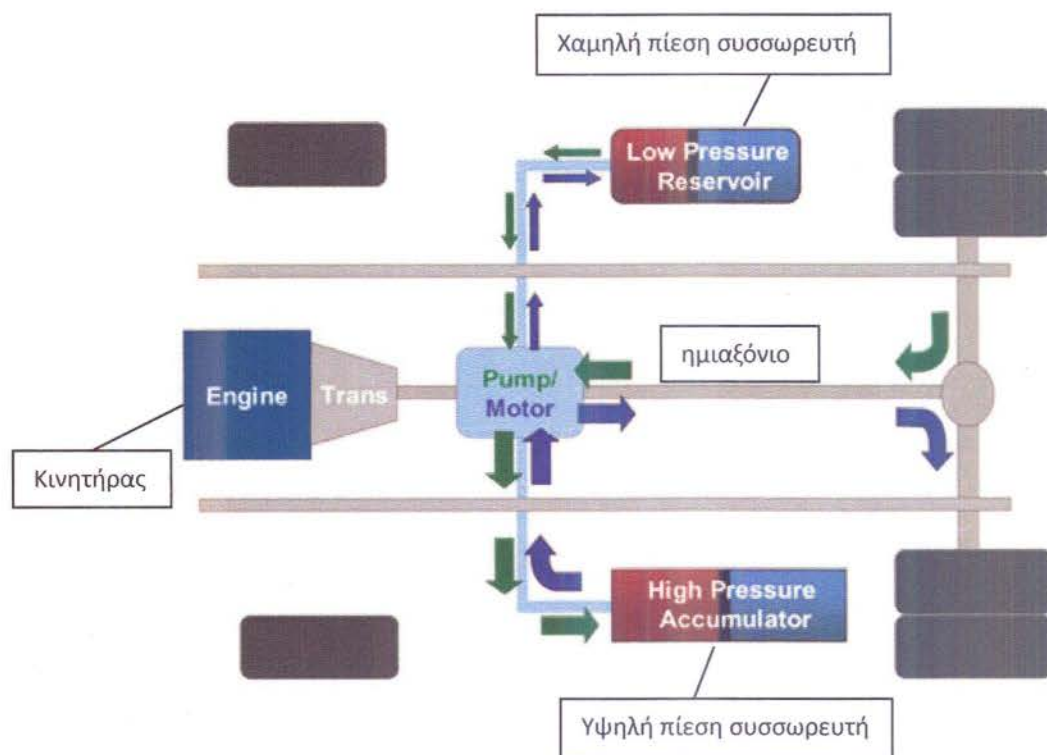 Χαμηλή πίεση συσσωρευτή
Low Pressure
Reservoir
ημιαξόνιο
Engine
Trans
Pump/
Motor
Κινητήρας
High Pressure
Accumulator
Υψηλή πίεση συσσωρευτή